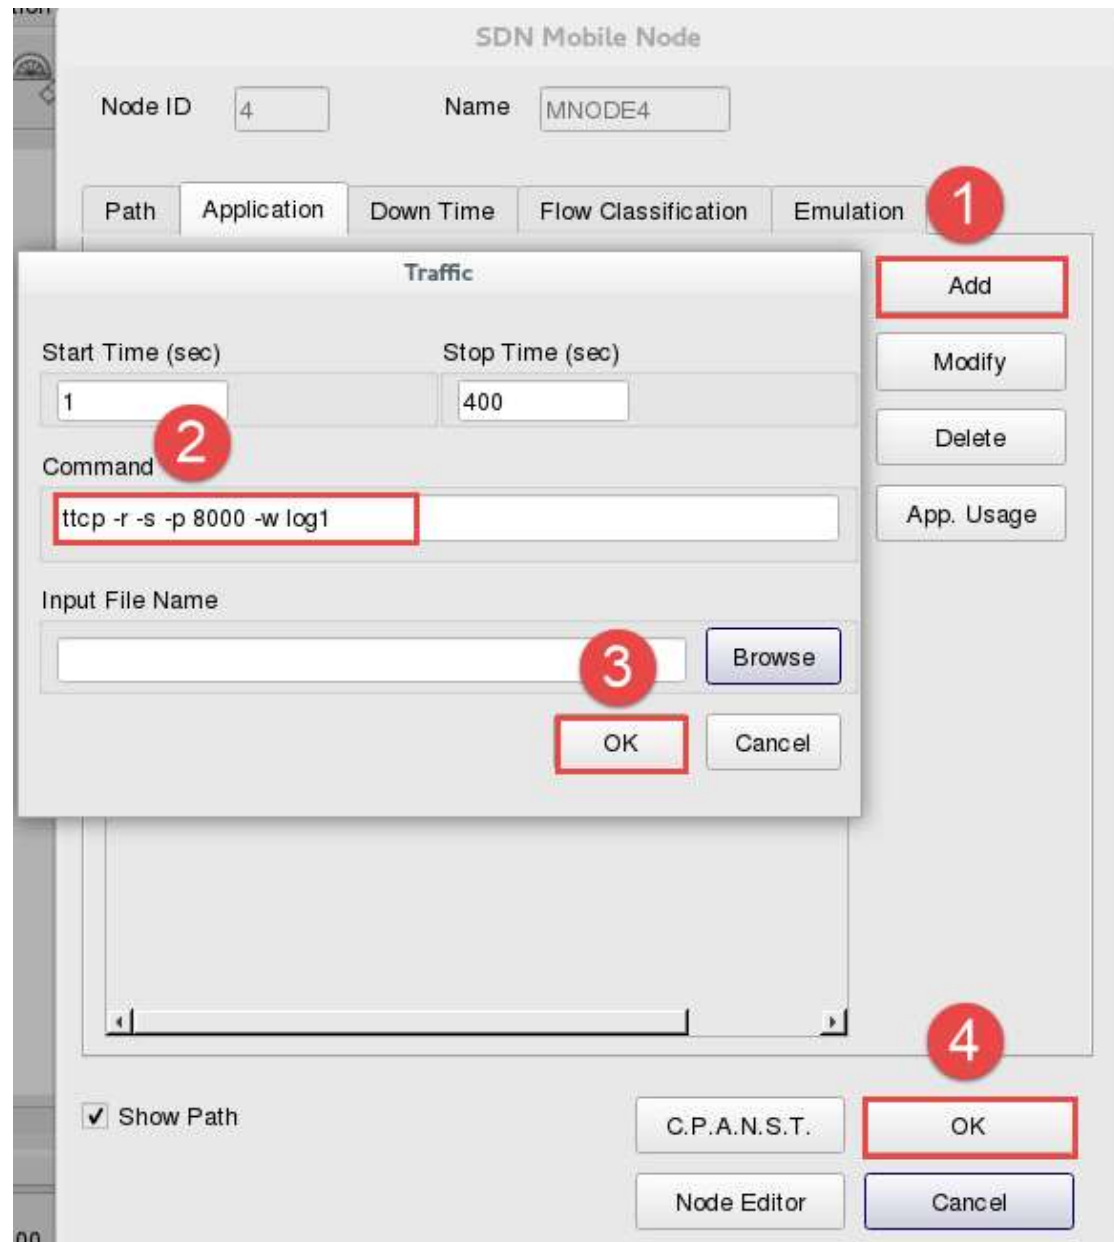 SDN Mobile Node
Node ID 4 Name MNODE4
Path Application Down Time Flow Classification Emulation 1
Traffic
Add
Start Time (sec) Stop Time (sec)
Modify
1 400
2
Delete
Command
ttcp -r -s -p 8000 -w log1
App. Usage
Input File Name
3
Browse
OK Cancel
4
Show Path C.P.A.N.S.T. OK
Node Editor Cancel